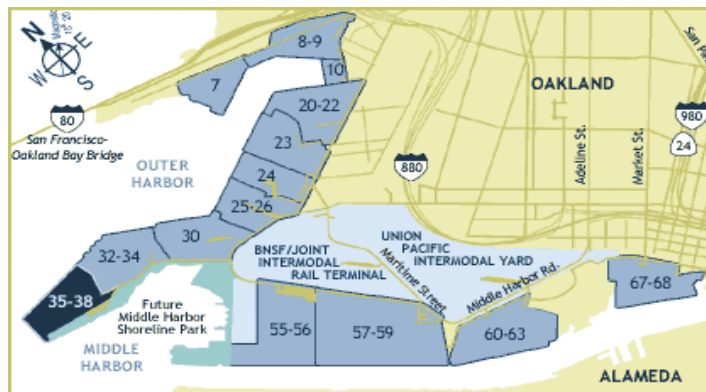 N
E
W
S
Magnetic
8-9
7
10
OAKLAND
San
980
80
20-22
24
San Francisco-
Oakland Bay Bridge
23
Adeline St.
Market St.
OUTER
HARBOR
880
24
25-26
30
UNION
PACIFIC
INTERMODAL YARD
BNSF/JOINT
INTERMODAL
RAIL TERMINAL
32-34
Maritime Street
Middle Harbor Rd.
67-68
35-38
Future
Middle Harbor
Shoreline Park
55-56
57-59
60-63
MIDDLE
HARBOR
ALAMEDA